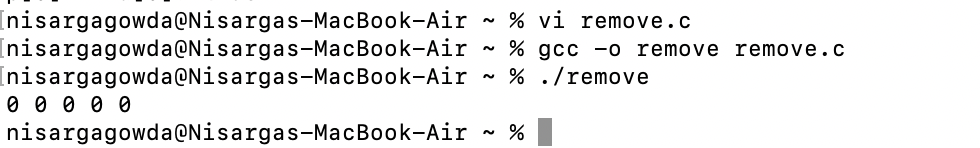 nisargagowda@Nisargas-MacBook-Air ~ % vi remove.c
nisargagowda@Nisargas-MacBook-Air ~ % gcc -o remove remove.c
nisargagowda@Nisargas-MacBook-Air ~ % ./remove
0 0 0 0 0
nisargagowda@Nisargas-MacBook-Air ~ %